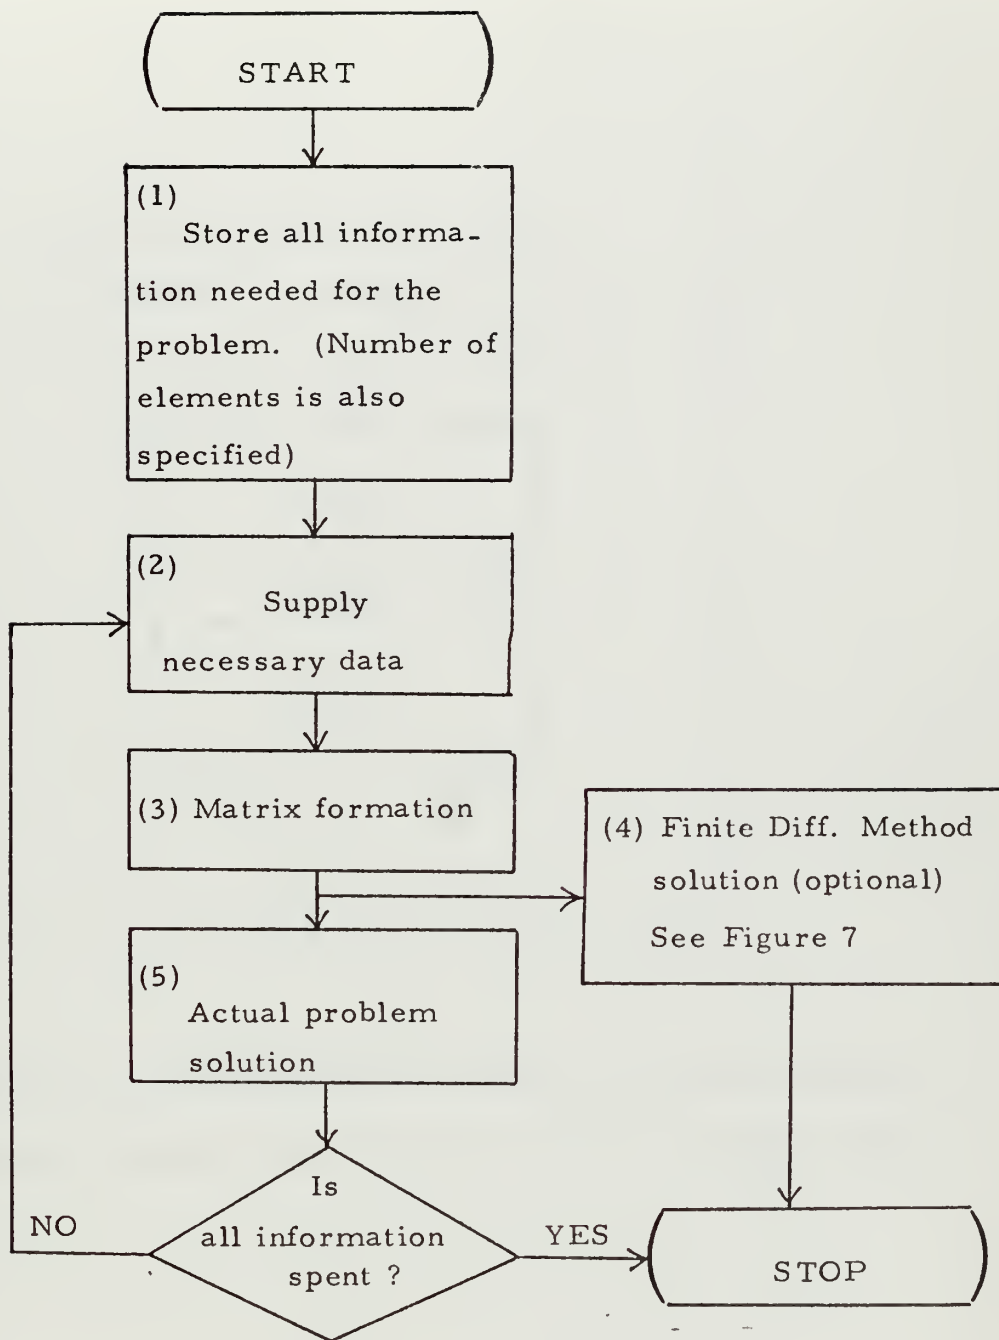 START
(1)
Store all informa-
tion needed for the
problem. (Number of
elements is also
specified)
(2)
Supply
necessary data
(3) Matrix formation
(4) Finite Diff. Method
solution (optional)
See Figure 7
(5)
Actual problem
solution
Is
all information
spent ?
NO
YES
STOP